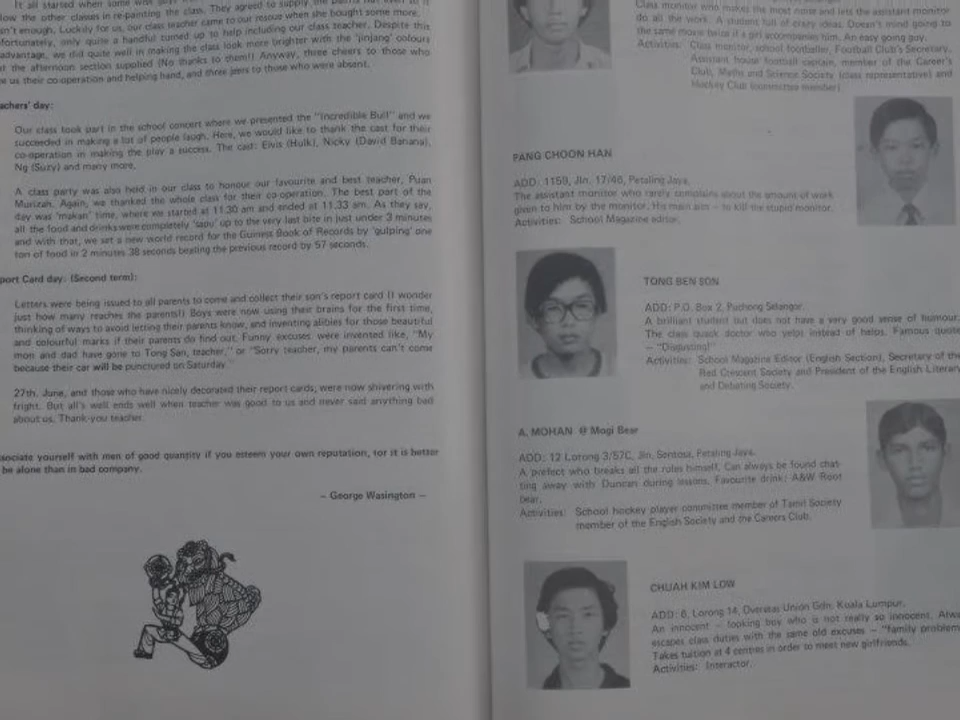 It all started when some
low the other classes in re-painting the class. They agreed to supply the
n't enough. Luckily for us, our class teacher came to our rescue when she bought some more.
fortunately, only quite a handful turned up to help including our class teacher. Despite this
advantage, we did quite well in making the class look more brighter with the 'jinjang' colours
t the afternoon section supplied (No thanks to them!) Anyway, three cheers to those who
e us their co-operation and helping hand, and three jeers to those who were absent.
achers' day:
Our class took part in the school concert where we presented the "Incredible Bull" and we
succeeded in making a lot of people laugh. Here, we would like to thank the cast for their
co-operation in making the play a success. The cast: Elvis (Hulk), Nicky (David Banana),
Ng (Suzy) and many more.
A class party was also held in our class to honour our favourite and best teacher, Puan
Murizah. Again, we thanked the whole class for their co-operation. The best part of the
day was 'makan' time, where we started at 11.30 am and ended at 11.33 am. As they say,
all the food and drinks were completely 'sapu' up to the very last bite in just under 3 minutes
and with that, we set a new world record for the Guiness Book of Records by 'gulping' one
ton of food in 2 minutes 38 seconds beating the previous record by 57 seconds.
port Card day: (Second term):
Letters were being issued to all parents to come and collect their son's report card (I wonder
just how many reaches the parents!) Boys were now using their brains for the first time,
thinking of ways to avoid letting their parents know, and inventing alibies for those beautiful
and colourful marks if their parents do find out. Funny excuses were invented like, "My
mon and dad have gone to Tong San, teacher," or "Sorry teacher, my parents can't come
because their car will be punctured on Saturday."
27th. June, and those who have nicely decorated their report cards, were now shivering with
fright. But all's well ends well when teacher was good to us and never said anything bad
about us. Thank-you teacher.
sociate yourself with men of good quantity if you esteem your own reputation, for it is better
be alone than in bad company.
– George Wasington –
Class monitor who makes the most noise and lets the assistant monitor
do all the work. A student full of crazy ideas. Doesn't mind going to
the same movie twice if a girl accompanies him. An easy going guy.
Activities: Class monitor, school footballer, Football Club's Secretary,
Assistant house football captain, member of the Career's
Club, Maths and Science Society (class representative) and
Hockey Club (committee member)
PANG CHOON HAN
ADD: 1159, Jln. 17/46, Petaling Jaya.
The assistant monitor who rarely complains about the amount of work
given to him by the monitor. His main aim – to kill the stupid monitor.
Activities: School Magazine editor.
TONG BEN SON
ADD: P.O. Box 2, Puchong Selangor.
A brilliant student but does not have a very good sense of humour.
The class quack doctor who yelps instead of helps. Famous quote
– "Disgusting!"
Activities: School Magazine Editor (English Section), Secretary of the
Red Crescent Society and President of the English Literary
and Debating Society.
A. MOHAN @ Mogi Bear
ADD: 12 Lorong 3/57C, Jln. Sentosa, Petaling Jaya.
A prefect who breaks all the rules himself. Can always be found chat-
ting away with Duncan during lessons. Favourite drink: A&W Root
bear.
Activities: School hockey player committee member of Tamil Society
member of the English Society and the Careers Club.
CHUAH KIM LOW
ADD: 6, Lorong 14, Overseas Union Gdn. Kuala Lumpur.
An innocent – looking boy who is not really so innocent. Alwa
escapes class duties with the same old excuses – "family problem
Takes tuition at 4 centres in order to meet new girlfriends.
Activities: Interactor.